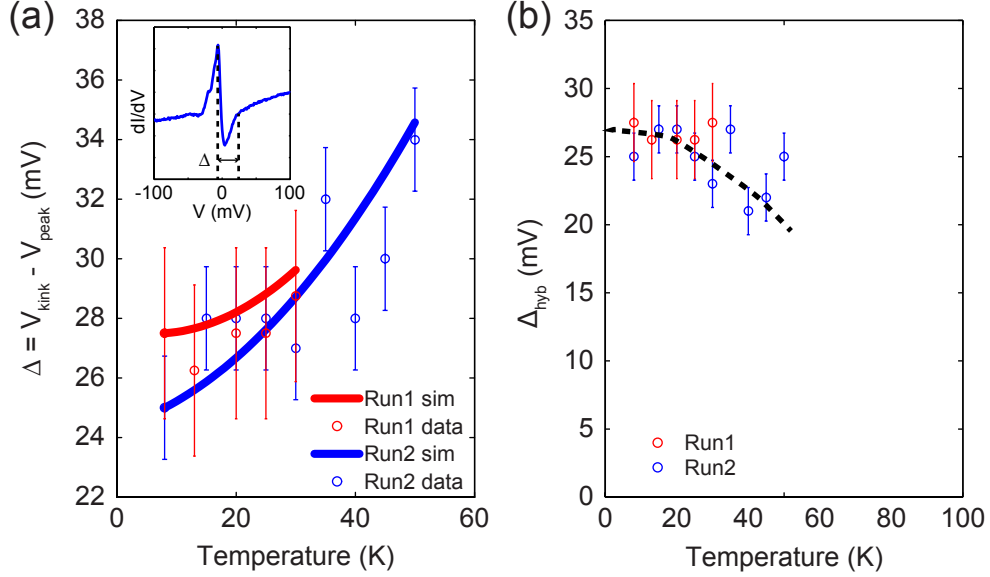 (a)
38
36
34
32
30
28
26
24
22
0
20
40
60
Temperature (K)
Δ = V_kink - V_peak (mV)
dI/dV
Δ
-100
0
100
V (mV)
Run1 sim
Run1 data
Run2 sim
Run2 data
(b)
35
30
25
20
15
10
5
0
0
20
40
60
80
100
Temperature (K)
Δ_hyb (mV)
Run1
Run2